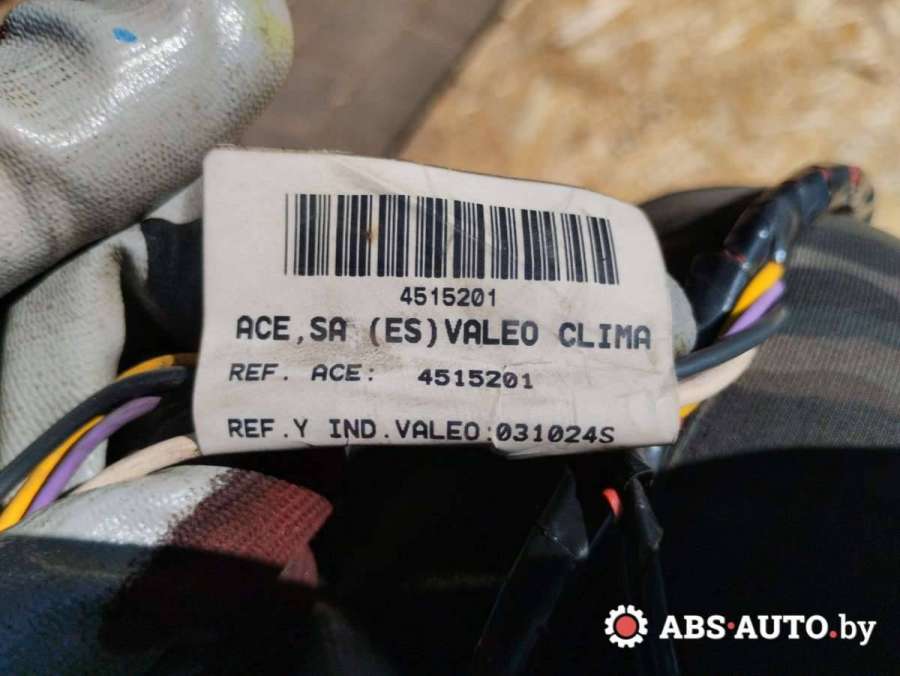 4515201
ACE,SA (ES)VALEO CLIMA
REF. ACE: 4515201
REF.Y IND.VALEO:031024S
ABS-AUTO.by